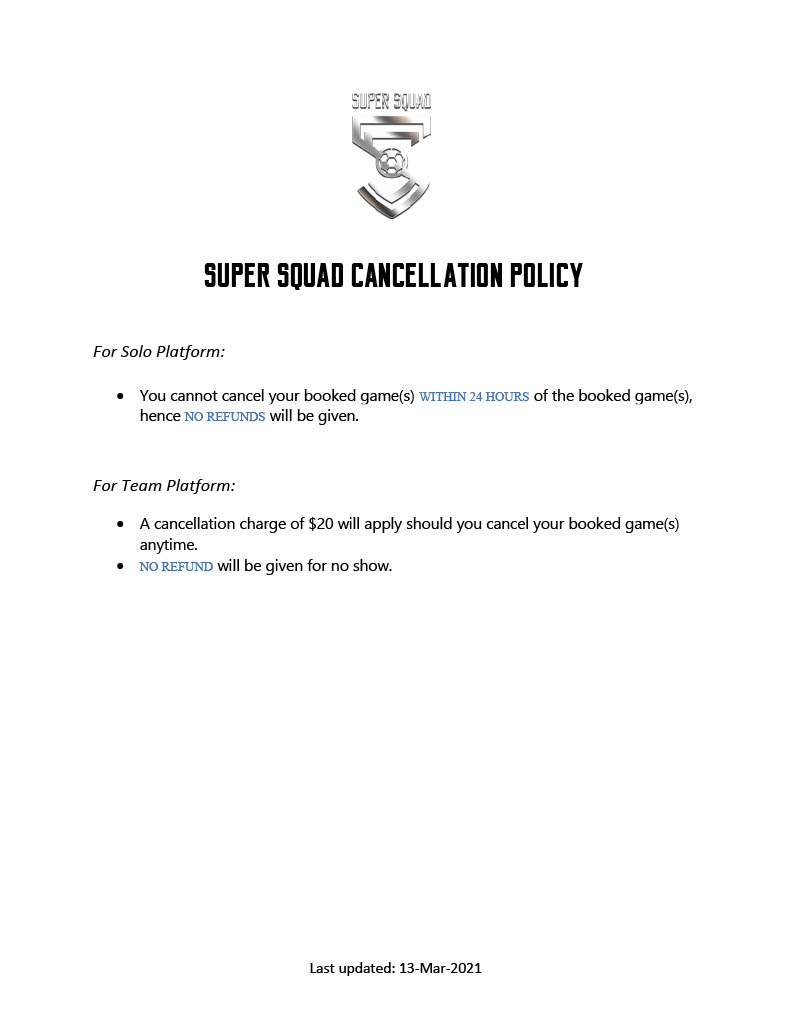 SUPER SQUAD
SUPER SQUAD CANCELLATION POLICY
For Solo Platform:
• You cannot cancel your booked game(s) WITHIN 24 HOURS of the booked game(s),
hence NO REFUNDS will be given.
For Team Platform:
• A cancellation charge of $20 will apply should you cancel your booked game(s)
anytime.
• NO REFUND will be given for no show.
Last updated: 13-Mar-2021